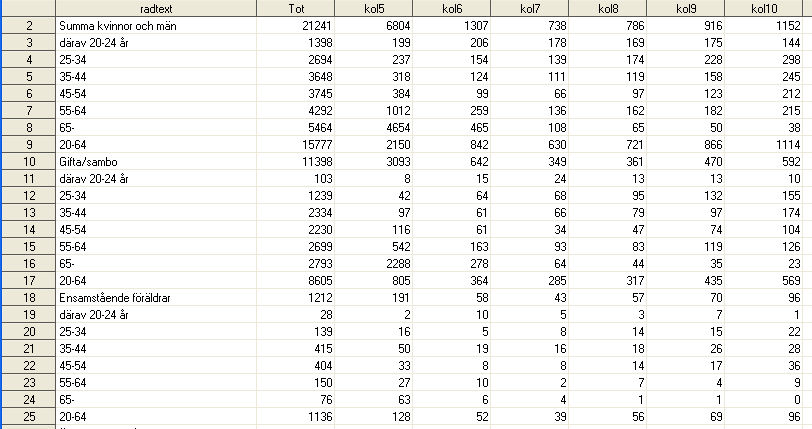 radtext Tot kol5 kol6 kol7 kol8 kol9 kol10
2 Summa kvinnor och män 21241 6804 1307 738 786 916 1152
3 därav 20-24 år 1398 199 206 178 169 175 144
4 25-34 2694 237 154 139 174 228 298
5 35-44 3648 318 124 111 119 158 245
6 45-54 3745 384 99 66 97 123 212
7 55-64 4292 1012 259 136 162 182 215
8 65- 5464 4654 465 108 65 50 38
9 20-64 15777 2150 842 630 721 866 1114
10 Gifta/sambo 11398 3093 642 349 361 470 592
11 därav 20-24 år 103 8 15 24 13 13 10
12 25-34 1239 42 64 68 95 132 155
13 35-44 2334 97 61 66 79 97 174
14 45-54 2230 116 61 34 47 74 104
15 55-64 2699 542 163 93 83 119 126
16 65- 2793 2288 278 64 44 35 23
17 20-64 8605 805 364 285 317 435 569
18 Ensamstående föräldrar 1212 191 58 43 57 70 96
19 därav 20-24 år 28 2 10 5 3 7 1
20 25-34 139 16 5 8 14 15 22
21 35-44 415 50 19 16 18 26 28
22 45-54 404 33 8 8 14 17 36
23 55-64 150 27 10 2 7 4 9
24 65- 76 63 6 4 1 1 0
25 20-64 1136 128 52 39 56 69 96